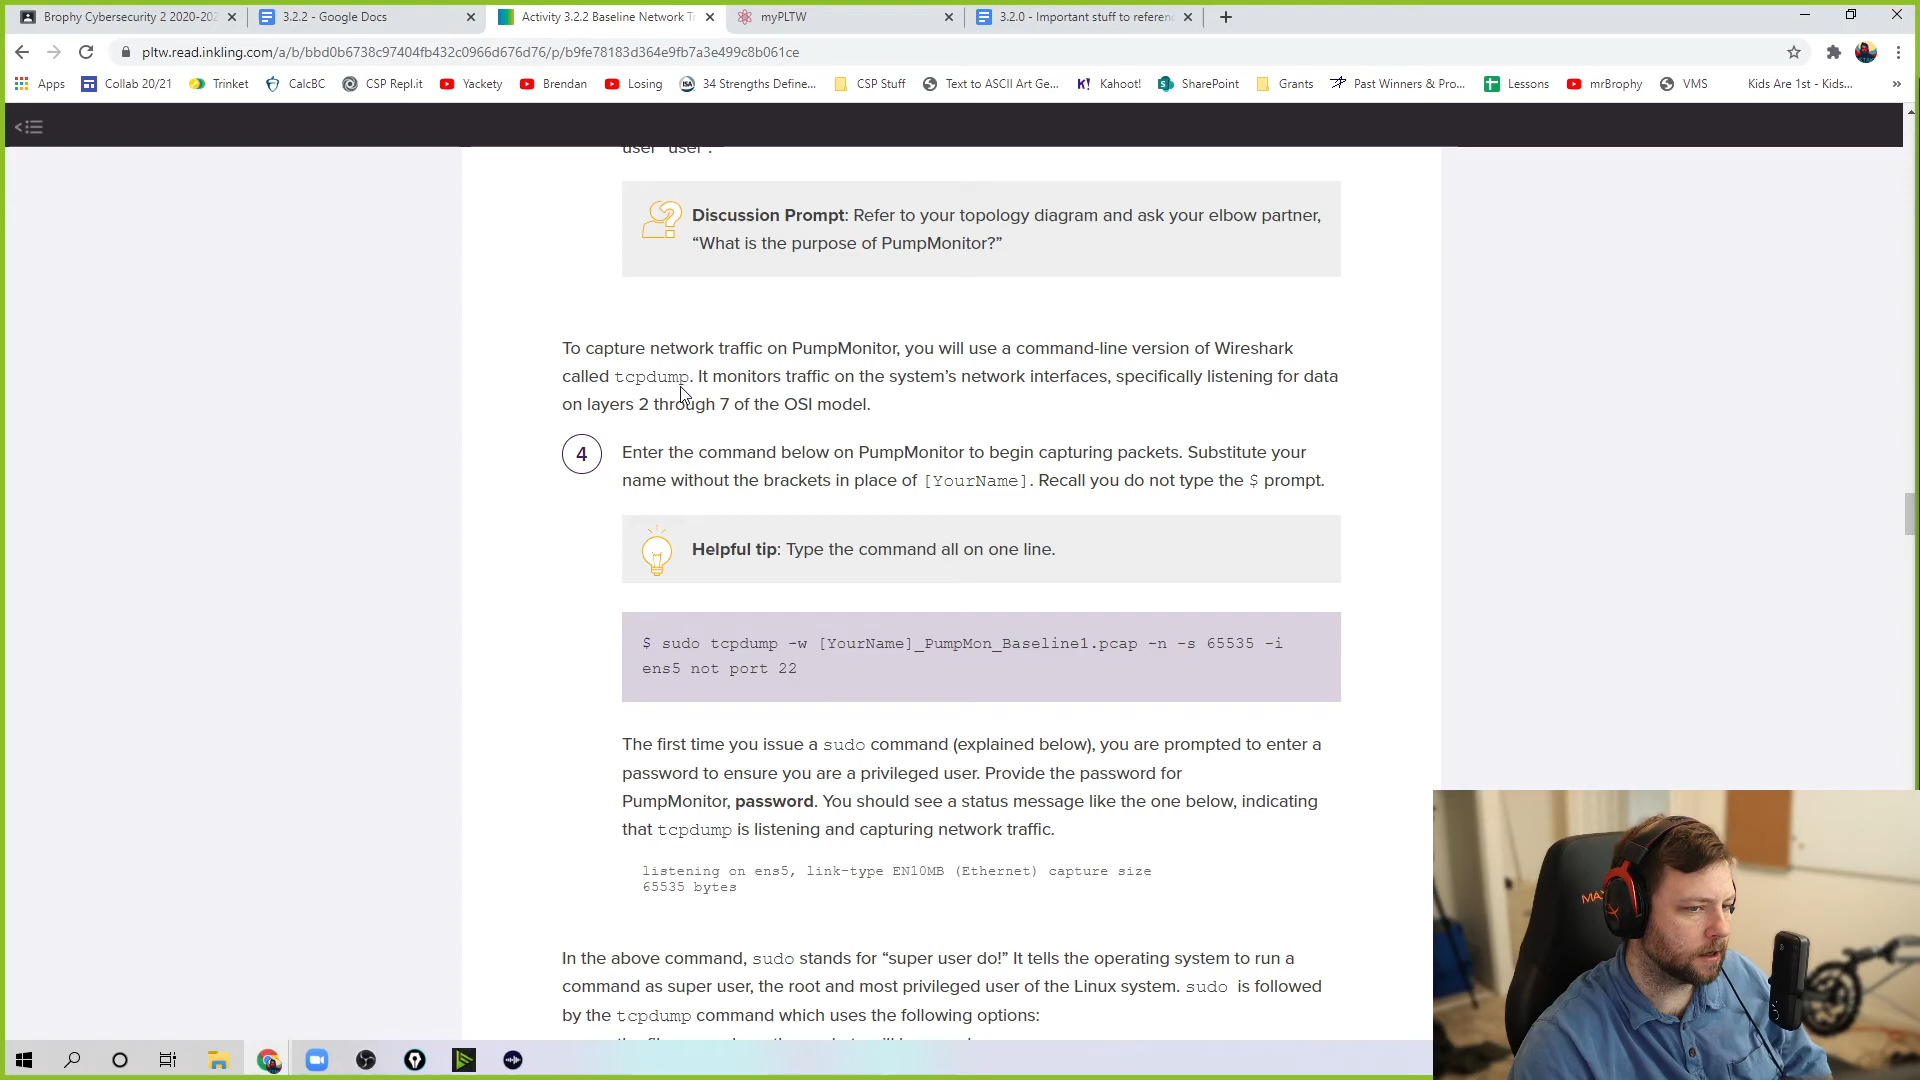 Brophy Cybersecurity 2 2020-202
3.2.2 - Google Docs
Activity 3.2.2 Baseline Network Tr
myPLTW
3.2.0 - Important stuff to referenc
pltw.read.inkling.com/a/b/bbd0b6738c97404fb432c0966d676d76/p/b9fe78183d364e9fb7a3e499c8b061ce
Apps Collab 20/21 Trinket CalcBC CSP Repl.it Yackety Brendan Losing 34 Strengths Define... CSP Stuff Text to ASCII Art Ge... Kahoot! SharePoint Grants Past Winners & Pro... Lessons mrBrophy VMS Kids Are 1st - Kids... »
user "user".
Discussion Prompt: Refer to your topology diagram and ask your elbow partner,
“What is the purpose of PumpMonitor?”
To capture network traffic on PumpMonitor, you will use a command-line version of Wireshark
called tcpdump. It monitors traffic on the system’s network interfaces, specifically listening for data
on layers 2 through 7 of the OSI model.
4 Enter the command below on PumpMonitor to begin capturing packets. Substitute your
name without the brackets in place of [YourName]. Recall you do not type the $ prompt.
Helpful tip: Type the command all on one line.
$ sudo tcpdump -w [YourName]_PumpMon_Baseline1.pcap -n -s 65535 -i
ens5 not port 22
The first time you issue a sudo command (explained below), you are prompted to enter a
password to ensure you are a privileged user. Provide the password for
PumpMonitor, password. You should see a status message like the one below, indicating
that tcpdump is listening and capturing network traffic.
listening on ens5, link-type EN10MB (Ethernet) capture size
65535 bytes
In the above command, sudo stands for “super user do!” It tells the operating system to run a
command as super user, the root and most privileged user of the Linux system. sudo is followed
by the tcpdump command which uses the following options: